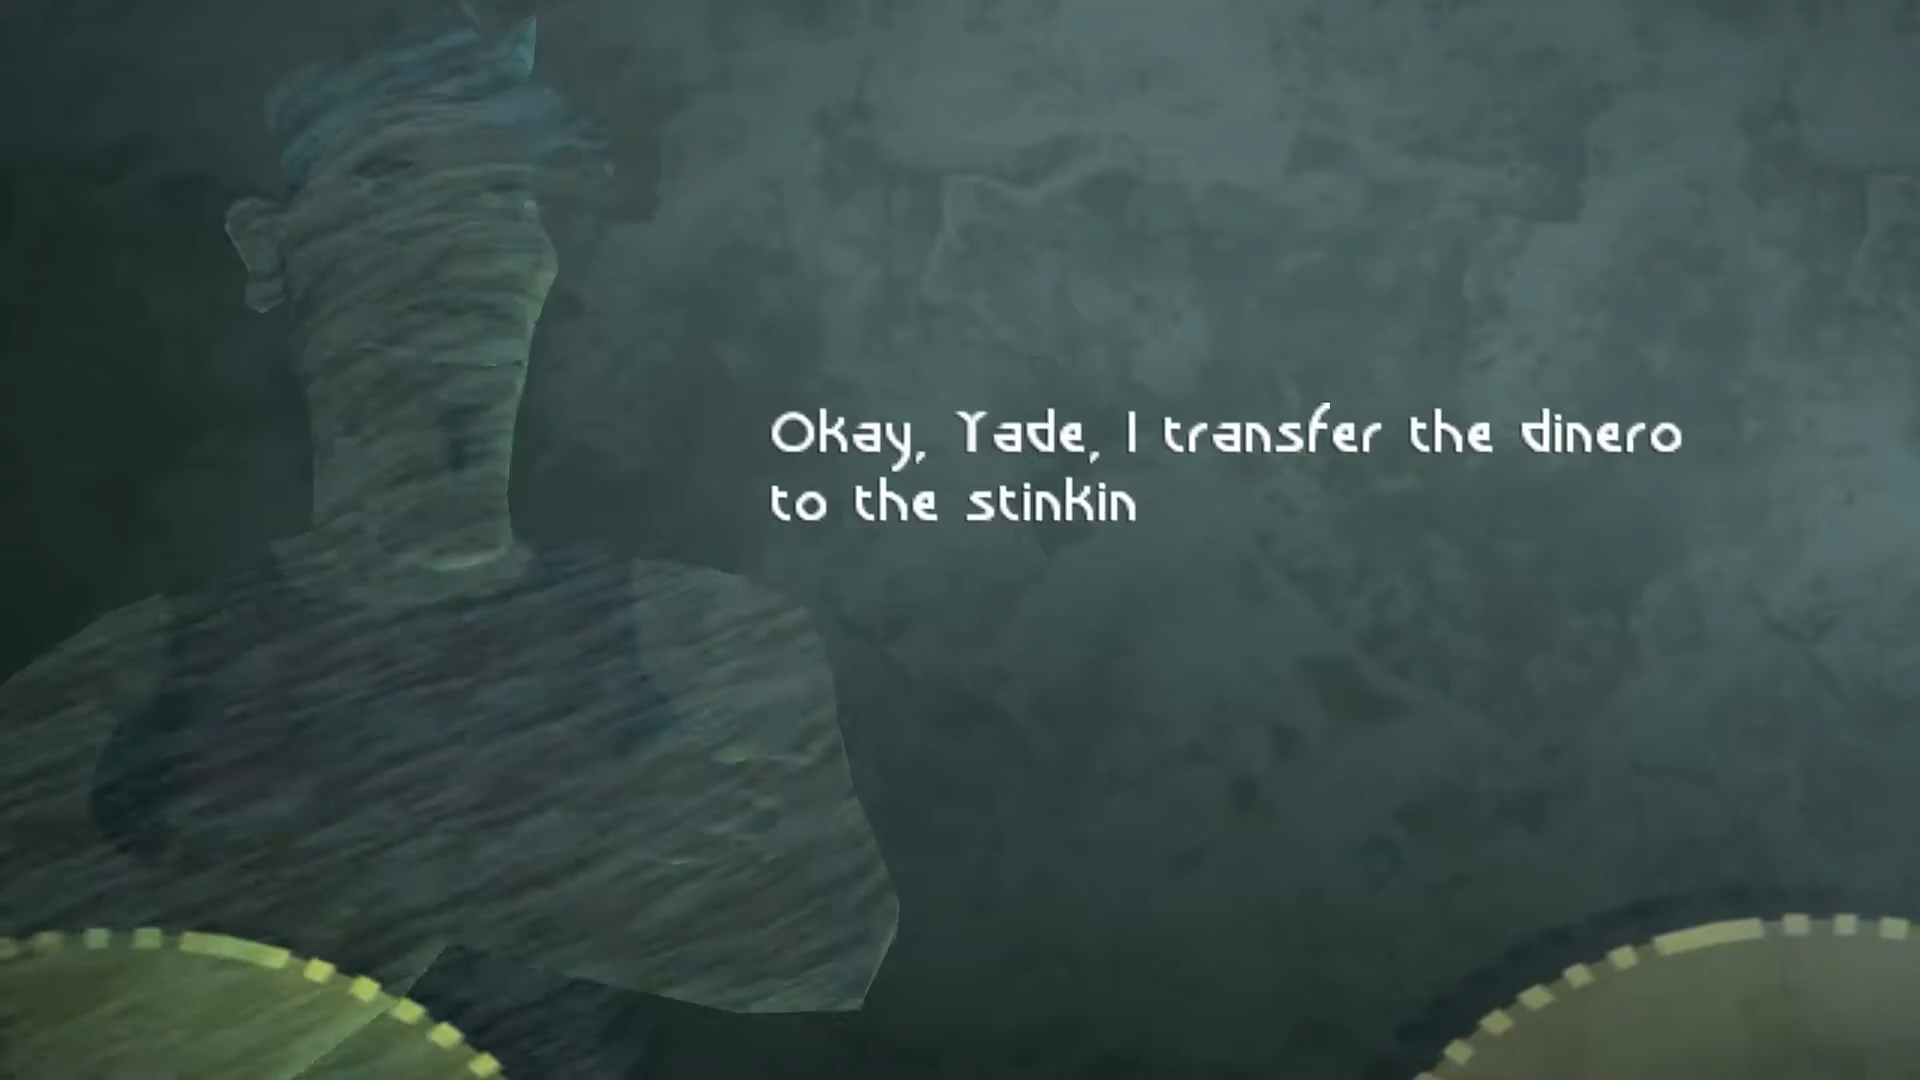 Okay, Yade, I transfer the dinero
to the stinkin